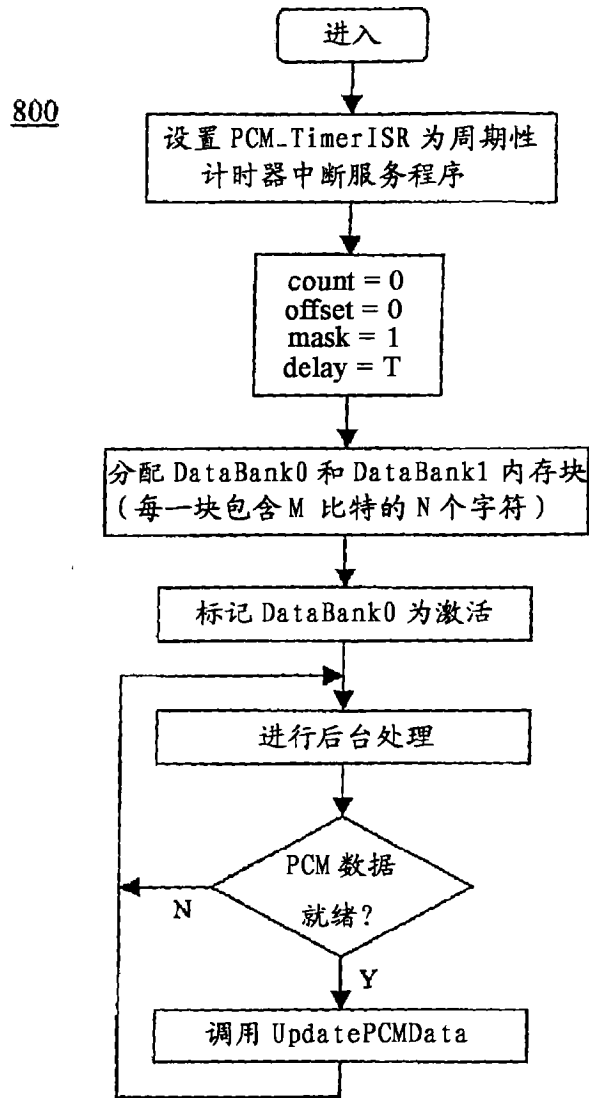 进入
800
设置 PCM_TimerISR 为周期性
计时器中断服务程序
count = 0
offset = 0
mask = 1
delay = T
分配 DataBank0 和 DataBank1 内存块
(每一块包含 M 比特的 N 个字符)
标记 DataBank0 为激活
进行后台处理
PCM 数据
就绪?
N
Y
调用 UpdatePCMData